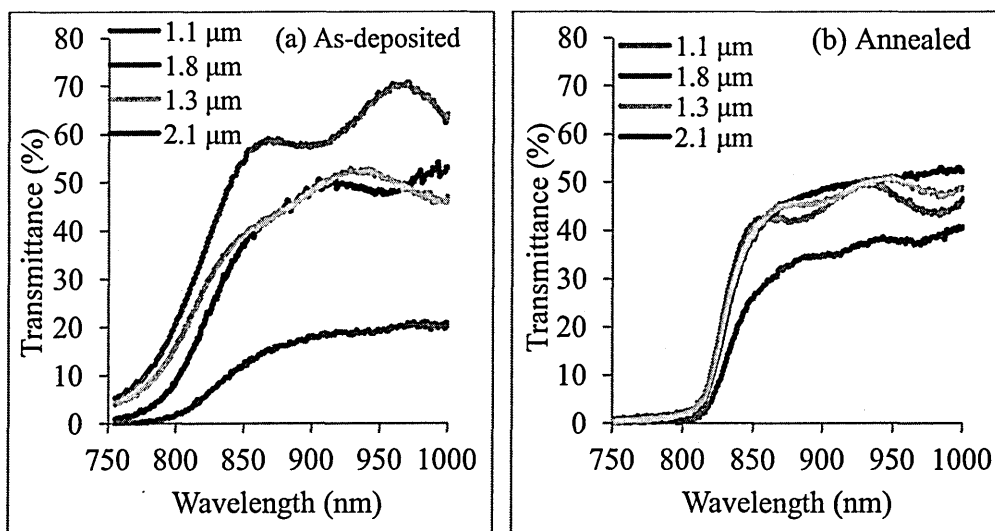 80
70
60
50
40
30
20
10
0
Transmittance (%)
1.1 μm
1.8 μm
1.3 μm
2.1 μm
(a) As-deposited
750 800 850 900 950 1000
Wavelength (nm)
80
70
60
50
40
30
20
10
0
Transmittance (%)
1.1 μm
1.8 μm
1.3 μm
2.1 μm
(b) Annealed
750 800 850 900 950 1000
Wavelength (nm)